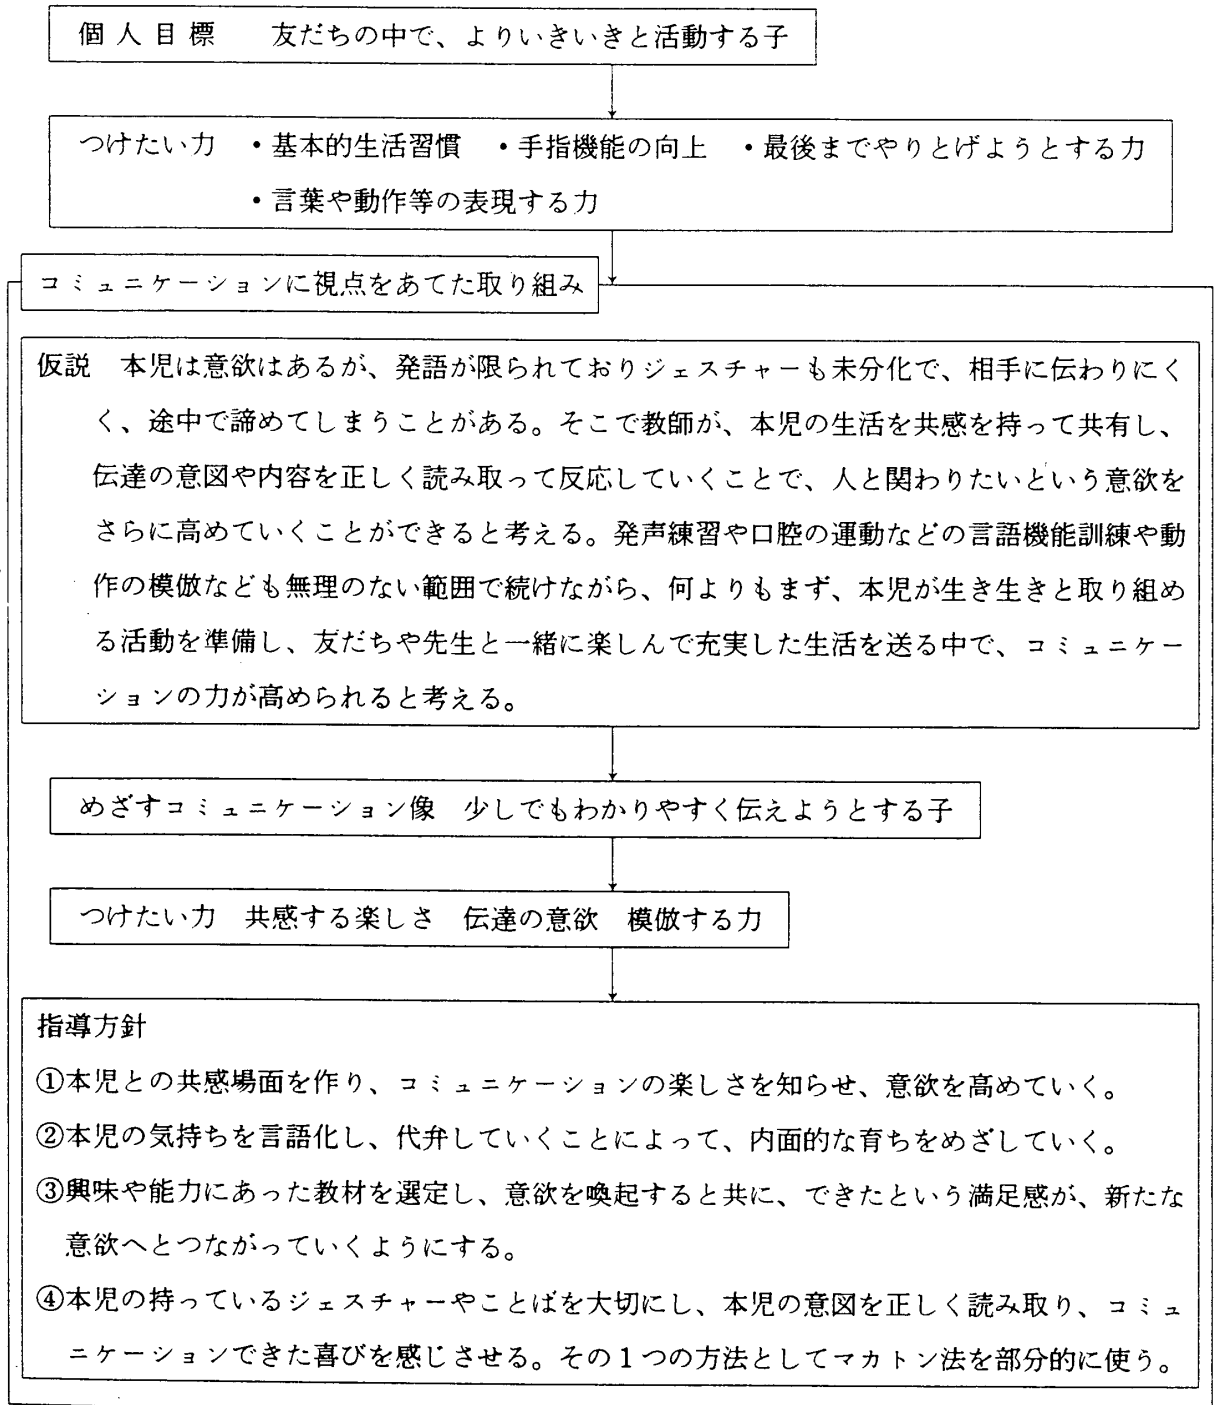 個人目標　友だちの中で、よりいきいきと活動する子
つけたい力　・基本的生活習慣　・手指機能の向上　・最後までやりとげようとする力
・言葉や動作等の表現する力
コミュニケーションに視点をあてた取り組み
仮説　本児は意欲はあるが、発語が限られておりジェスチャーも未分化で、相手に伝わりにく
く、途中で諦めてしまうことがある。そこで教師が、本児の生活を共感を持って共有し、
伝達の意図や内容を正しく読み取って反応していくことで、人と関わりたいという意欲を
さらに高めていくことができると考える。発声練習や口腔の運動などの言語機能訓練や動
作の模倣なども無理のない範囲で続けながら、何よりもまず、本児が生き生きと取り組め
る活動を準備し、友だちや先生と一緒に楽しんで充実した生活を送る中で、コミュニケー
ションの力が高められると考える。
めざすコミュニケーション像　少しでもわかりやすく伝えようとする子
つけたい力　共感する楽しさ　伝達の意欲　模倣する力
指導方針
①本児との共感場面を作り、コミュニケーションの楽しさを知らせ、意欲を高めていく。
②本児の気持ちを言語化し、代弁していくことによって、内面的な育ちをめざしていく。
③興味や能力にあった教材を選定し、意欲を喚起すると共に、できたという満足感が、新たな
意欲へとつながっていくようにする。
④本児の持っているジェスチャーやことばを大切にし、本児の意図を正しく読み取り、コミュ
ニケーションできた喜びを感じさせる。その１つの方法としてマカトン法を部分的に使う。